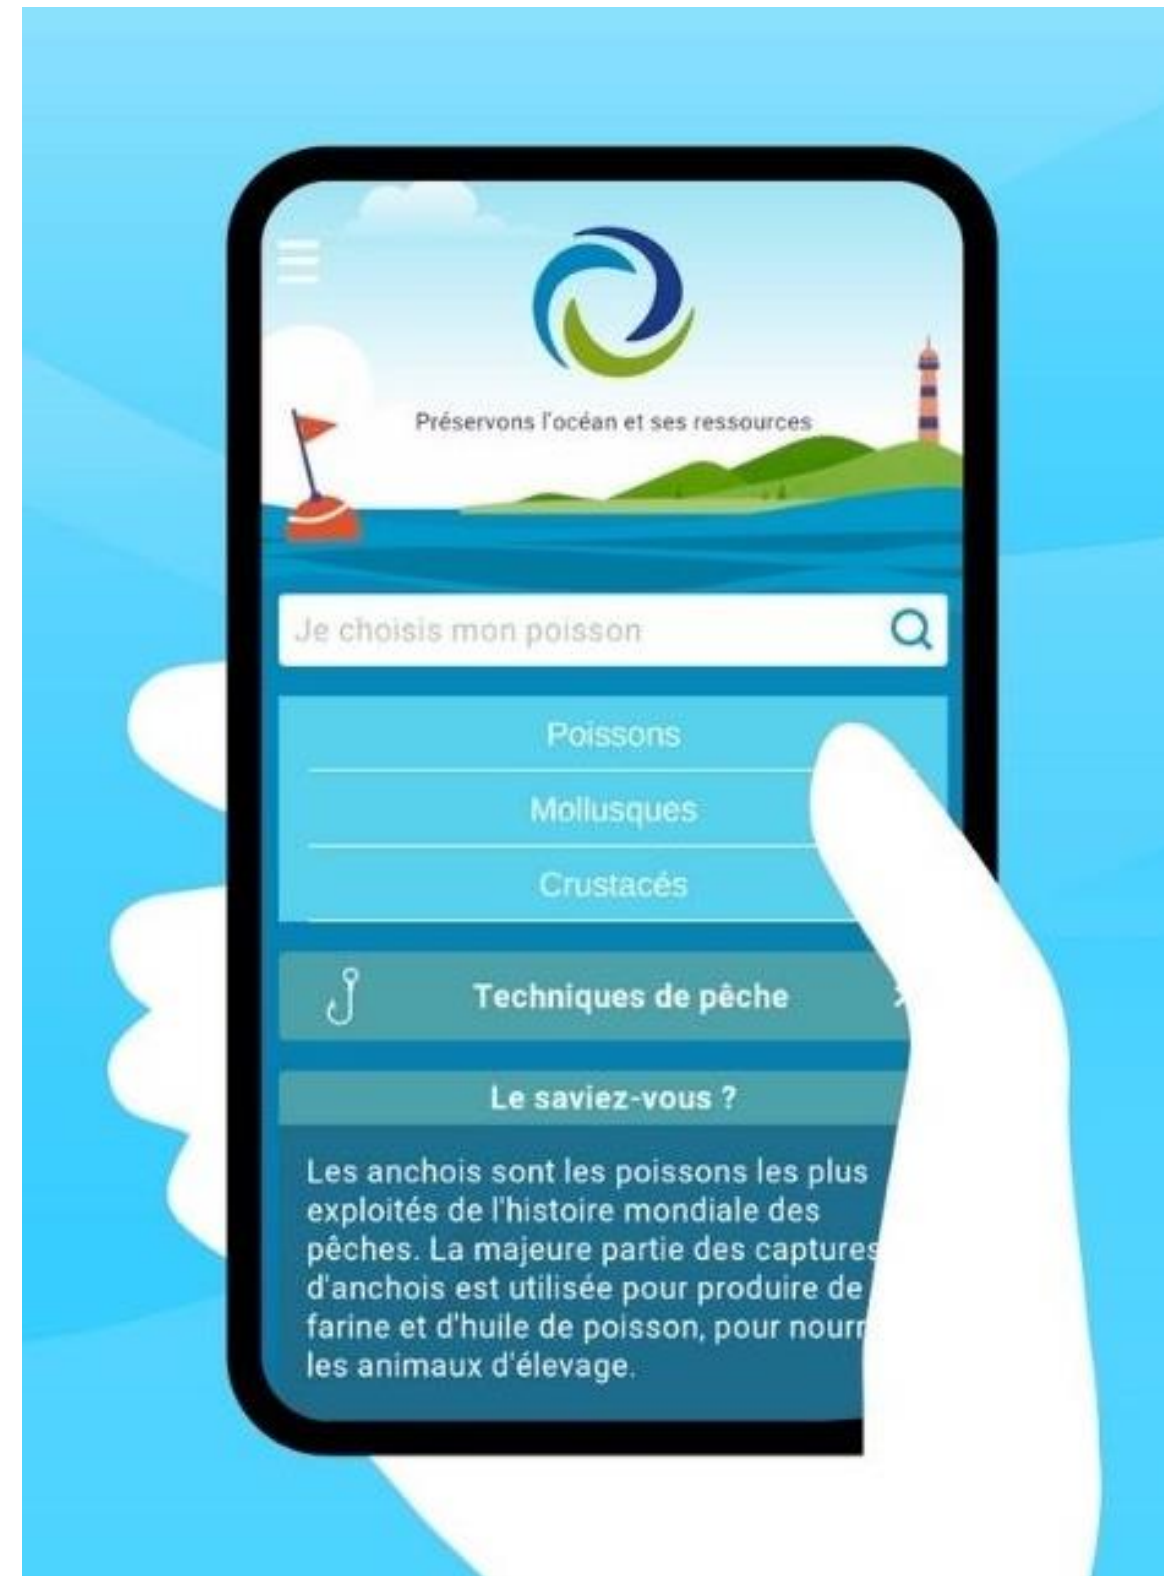 Préservons l'océan et ses ressources
Je choisis mon poisson
Poissons
Mollusques
Crustacés
Techniques de pêche
Le saviez-vous ?
Les anchois sont les poissons les plus
exploités de l'histoire mondiale des
pêches. La majeure partie des captures
d'anchois est utilisée pour produire de
farine et d'huile de poisson, pour nourr
les animaux d'élevage.